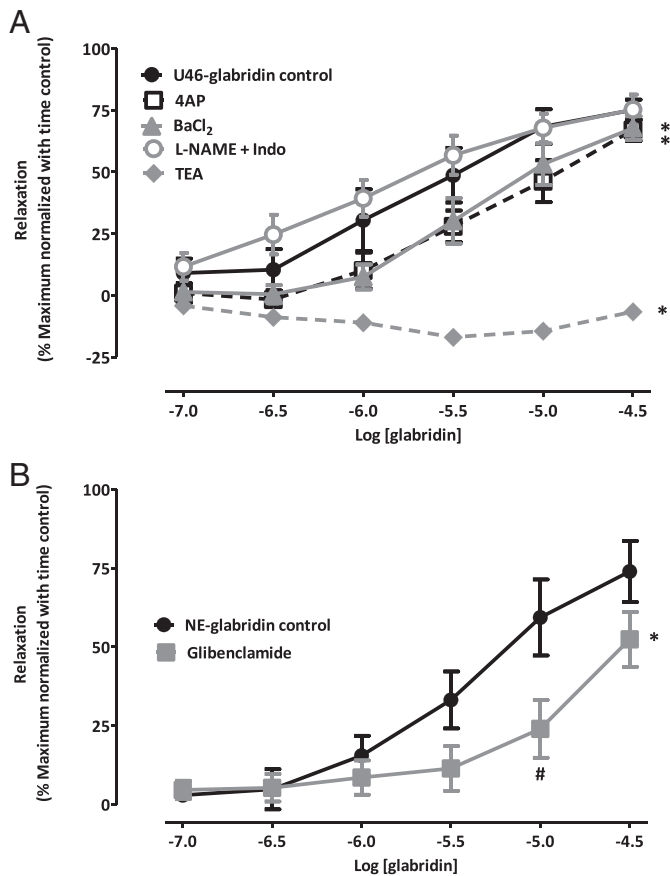 A
100
75
50
25
0
-25
Relaxation
(% Maximum normalized with time control)
U46-glabridin control
4AP
BaCl₂
L-NAME + Indo
TEA
*
*
*
-7.0 -6.5 -6.0 -5.5 -5.0 -4.5
Log [glabridin]
B
100
75
50
25
0
Relaxation
(% Maximum normalized with time control)
NE-glabridin control
Glibenclamide
*
#
-7.0 -6.5 -6.0 -5.5 -5.0 -4.5
Log [glabridin]